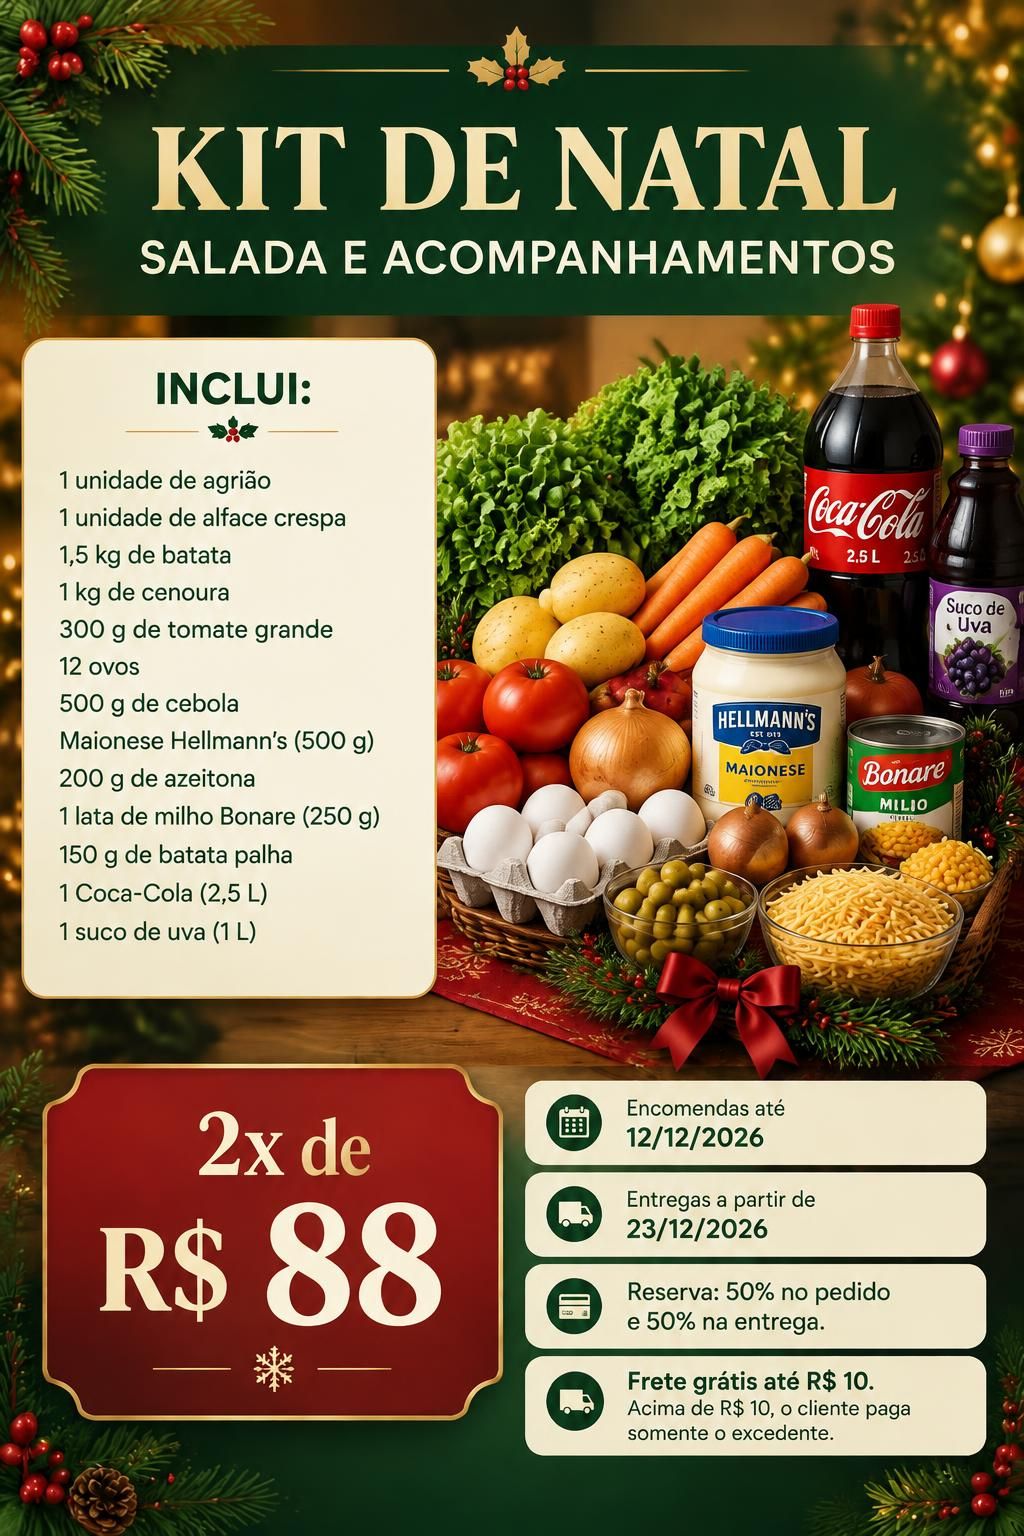 KIT DE NATAL
SALADA E ACOMPANHAMENTOS
INCLUI:
1 unidade de agrião
1 unidade de alface crespa
1,5 kg de batata
1 kg de cenoura
300 g de tomate grande
12 ovos
500 g de cebola
Maionese Hellmann's (500 g)
200 g de azeitona
1 lata de milho Bonare (250 g)
150 g de batata palha
1 Coca-Cola (2,5 L)
1 suco de uva (1 L)
Coca-Cola
2,5 L
Suco de
Uva
HELLMANN'S
MAIONESE
Bonare
2x de
R$ 88
Encomendas até
12/12/2026
Entregas a partir de
23/12/2026
Reserva: 50% no pedido
e 50% na entrega.
Frete grátis até R$ 10.
Acima de R$ 10, o cliente paga
somente o excedente.